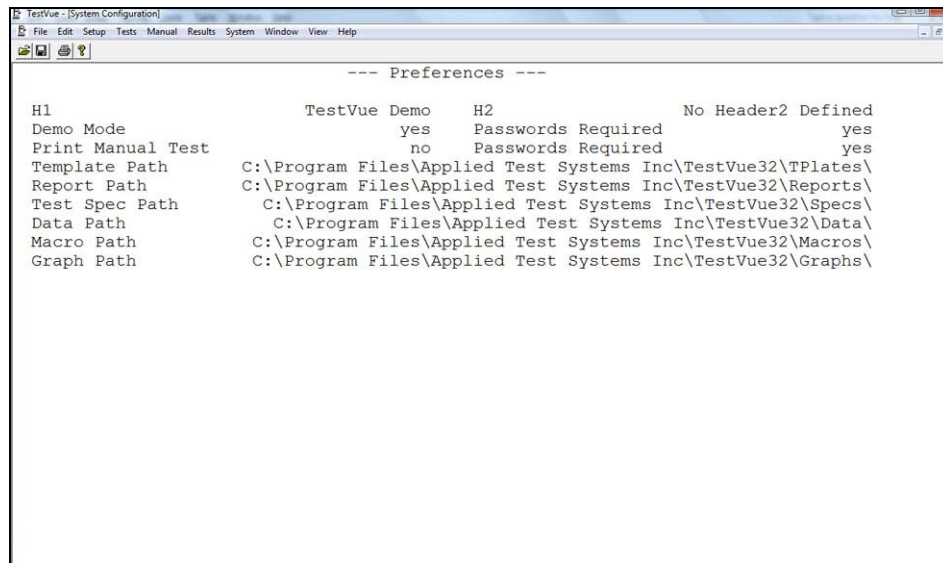 TestVue - [System Configuration]
File Edit Setup Tests Manual Results System Window View Help
--- Preferences ---
H1 TestVue Demo H2 No Header2 Defined
Demo Mode yes Passwords Required yes
Print Manual Test no Passwords Required yes
Template Path C:\Program Files\Applied Test Systems Inc\TestVue32\TPlates\
Report Path C:\Program Files\Applied Test Systems Inc\TestVue32\Reports\
Test Spec Path C:\Program Files\Applied Test Systems Inc\TestVue32\Specs\
Data Path C:\Program Files\Applied Test Systems Inc\TestVue32\Data\
Macro Path C:\Program Files\Applied Test Systems Inc\TestVue32\Macros\
Graph Path C:\Program Files\Applied Test Systems Inc\TestVue32\Graphs\